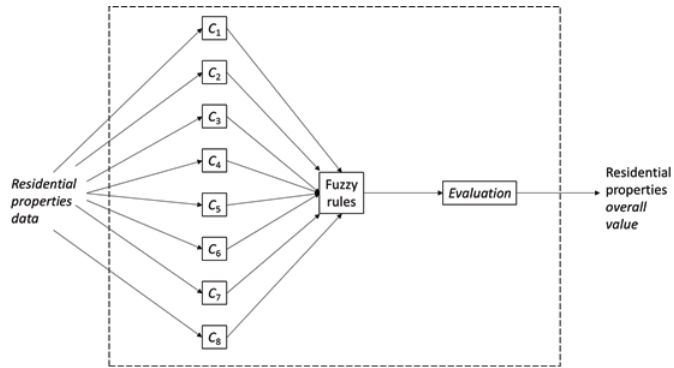 C1
C2
C3
C4
C5
C6
C7
C8
Residential
properties
data
Fuzzy
rules
Evaluation
Residential
properties
overall
value